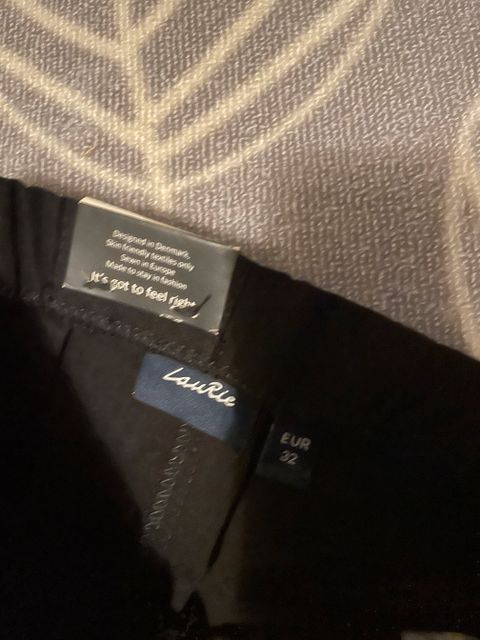 Designed in Denmark,
Skin friendly textiles only
Sewn in Europe
Made to stay in fashion
It's got to feel right
LauRie
EUR
32